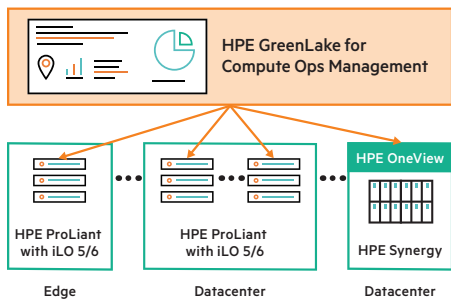 HPE GreenLake for
Compute Ops Management
HPE OneView
HPE ProLiant
with iLO 5/6
HPE ProLiant
with iLO 5/6
HPE Synergy
Edge
Datacenter
Datacenter